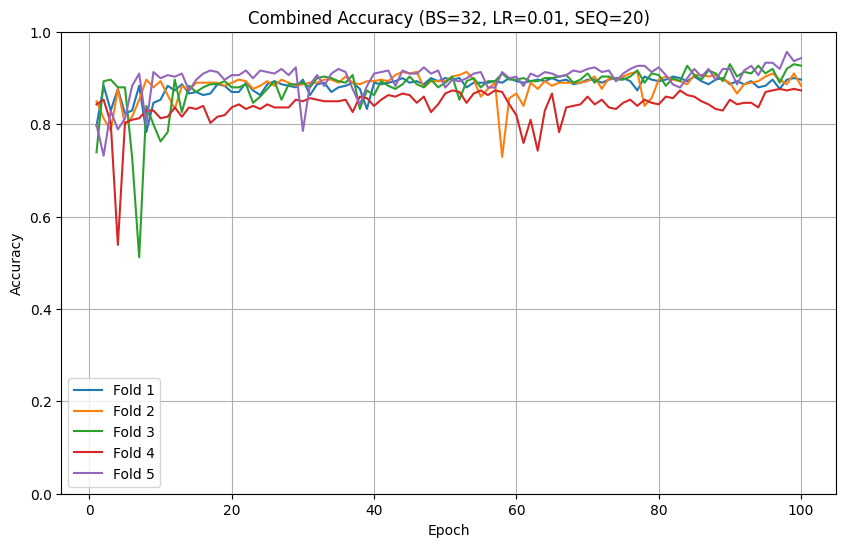 Combined Accuracy (BS=32, LR=0.01, SEQ=20)
1.0
0.8
0.6
0.4
0.2
0.0
Accuracy
Fold 1
Fold 2
Fold 3
Fold 4
Fold 5
0 20 40 60 80 100
Epoch